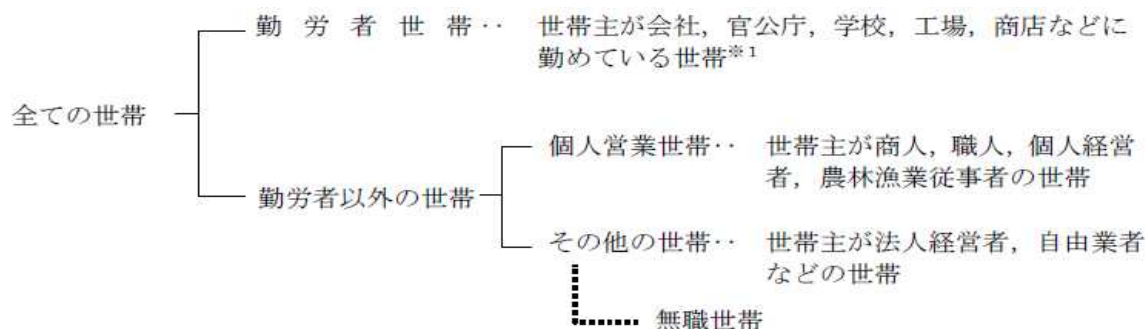 勤労者世帯‥ 世帯主が会社，官公庁，学校，工場，商店などに
勤めている世帯※1
全ての世帯
個人営業世帯‥ 世帯主が商人，職人，個人経営
者，農林漁業従事者の世帯
勤労者以外の世帯
その他の世帯‥ 世帯主が法人経営者，自由業者
などの世帯
無職世帯